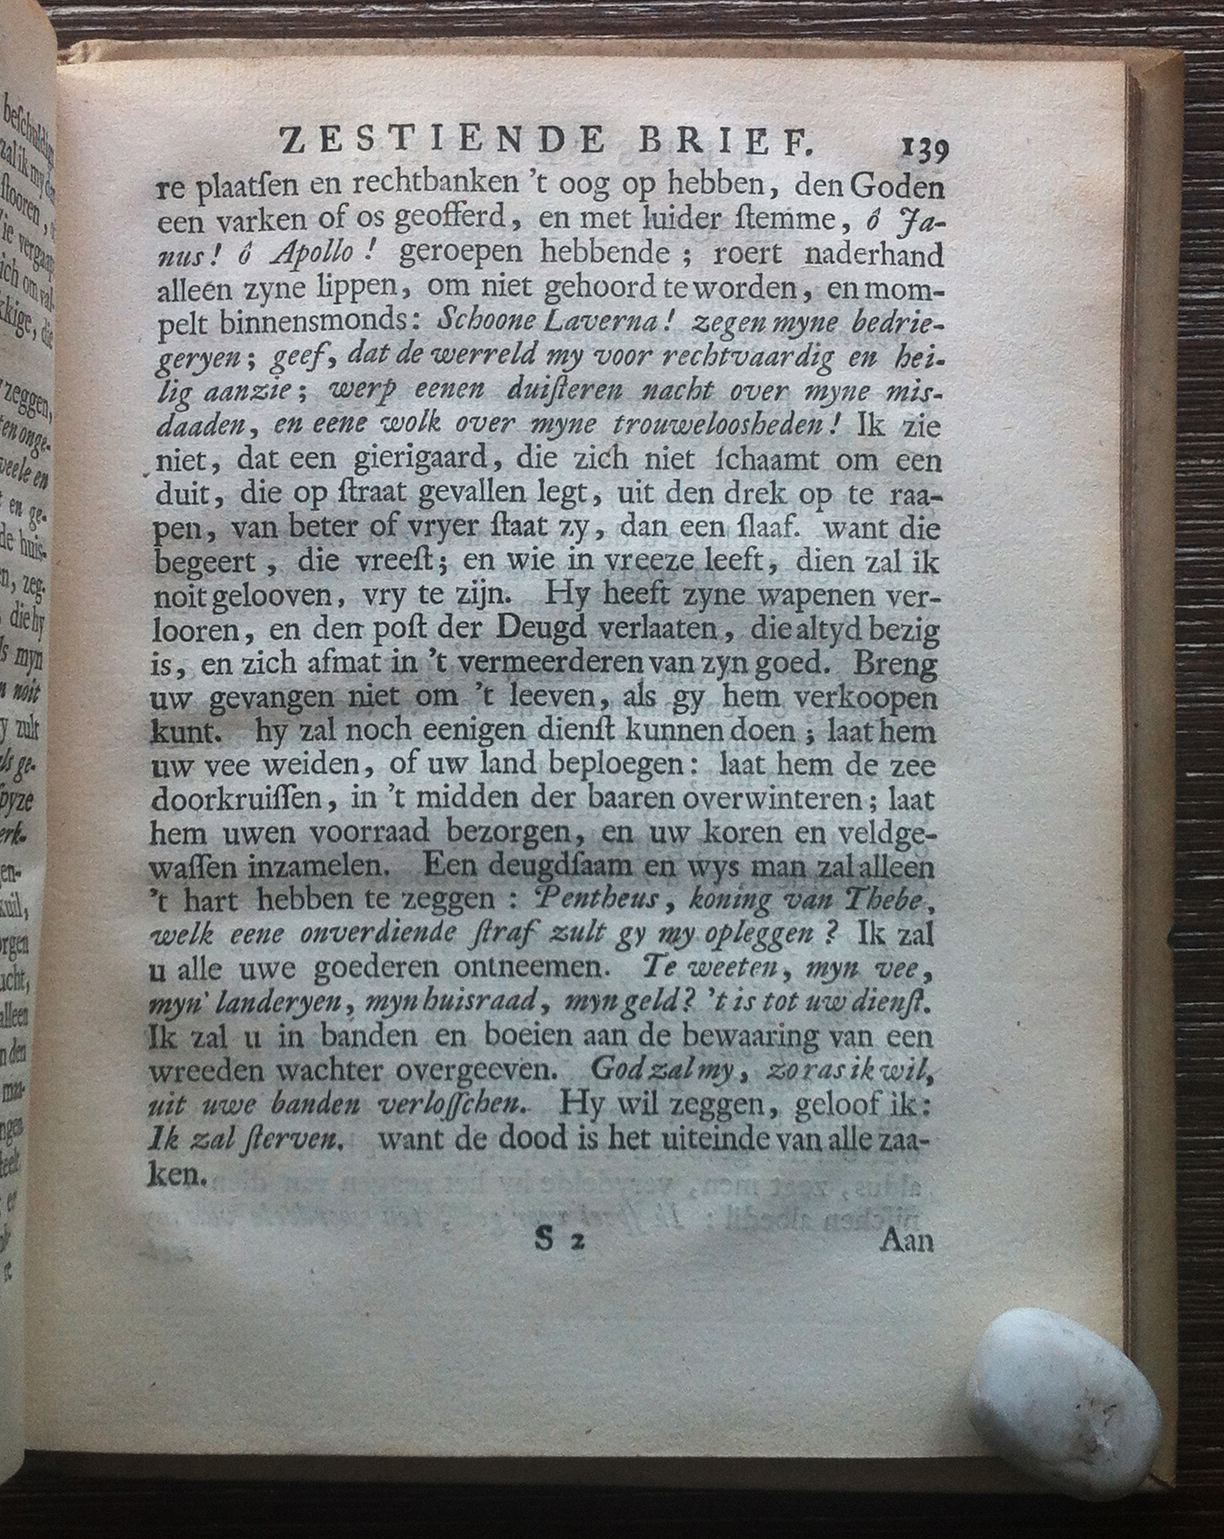 ZESTIENDE BRIEF. 139
re plaatſen en rechtbanken 't oog op hebben, den Goden
een varken of os geofferd, en met luider ſtemme, ô Ja-
nus! ô Apollo! geroepen hebbende; roert naderhand
alleen zyne lippen, om niet gehoord te worden, en mom-
pelt binnensmonds: Schoone Laverna! zegen myne bedrie-
geryen; geef, dat de werreld my voor rechtvaardig en hei-
lig aanzie; werp eenen duiſteren nacht over myne mis-
daaden, en eene wolk over myne trouweloosheden! Ik zie
niet, dat een gierigaard, die zich niet ſchaamt om een
duit, die op ſtraat gevallen legt, uit den drek op te raa-
pen, van beter of vryer ſtaat zy, dan een ſlaaf. want die
begeert, die vreeſt; en wie in vreeze leeft, dien zal ik
noit gelooven, vry te zijn. Hy heeft zyne wapenen ver-
looren, en den poſt der Deugd verlaaten, die altyd bezig
is, en zich afmat in 't vermeerderen van zyn goed. Breng
uw gevangen niet om 't leeven, als gy hem verkoopen
kunt. hy zal noch eenigen dienſt kunnen doen; laat hem
uw vee weiden, of uw land beploegen: laat hem de zee
doorkruiſſen, in 't midden der baaren overwinteren; laat
hem uwen voorraad bezorgen, en uw koren en veldge-
waſſen inzamelen. Een deugdſaam en wys man zal alleen
't hart hebben te zeggen: Pentheus, koning van Thebe,
welk eene onverdiende ſtraf zult gy my opleggen? Ik zal
u alle uwe goederen ontneemen. Te weeten, myn vee,
myn landeryen, myn huisraad, myn geld? 't is tot uw dienſt.
Ik zal u in banden en boeien aan de bewaaring van een
wreeden wachter overgeeven. God zal my, zo ras ik wil,
uit uwe banden verloſſchen. Hy wil zeggen, geloof ik:
Ik zal ſterven. want de dood is het uiteinde van alle zaa-
ken.
S 2 Aan